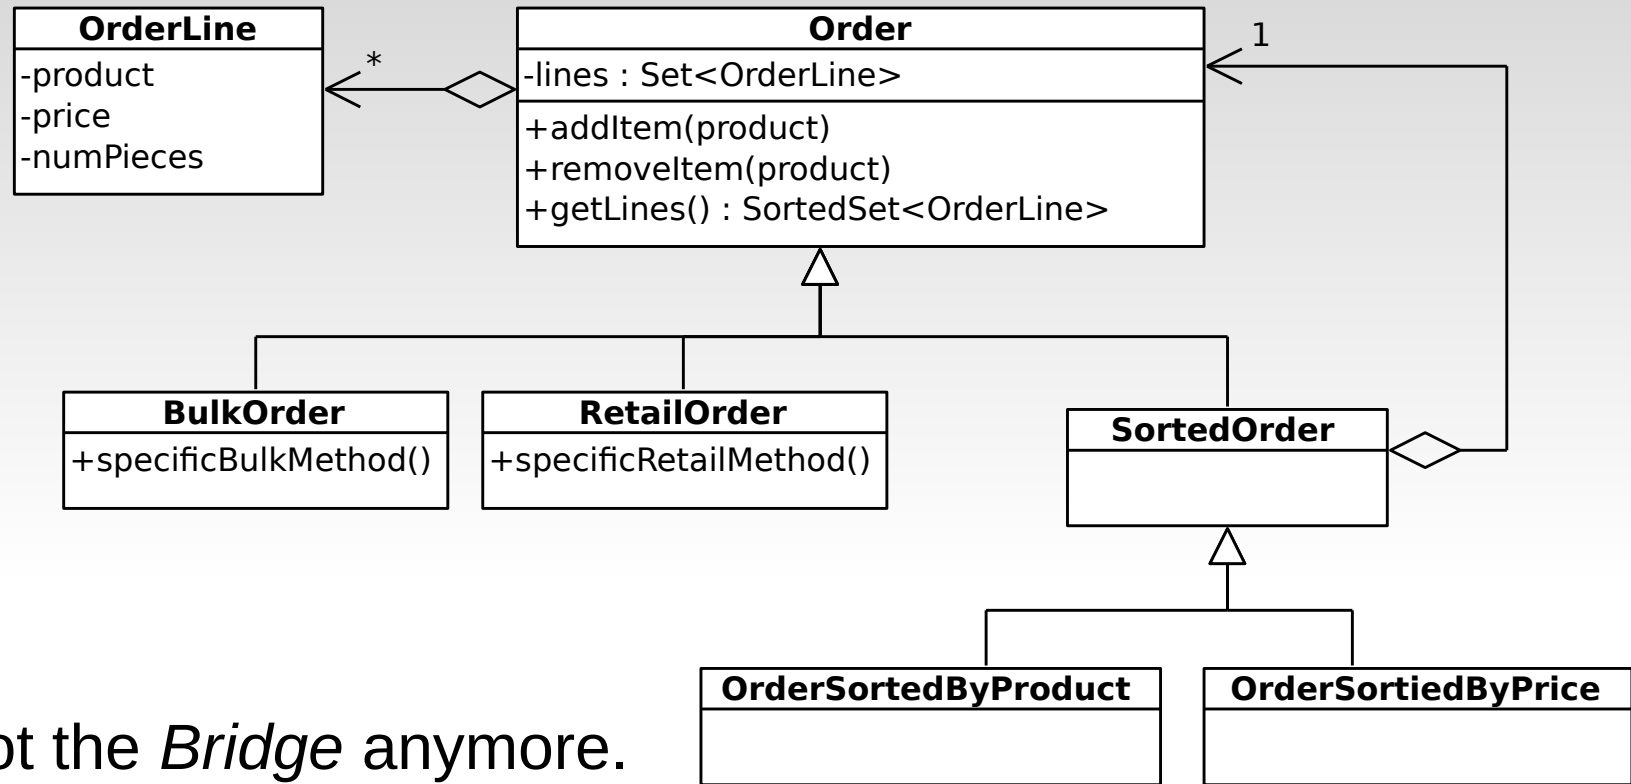 OrderLine
-product
-price
-numPieces
*
Order
-lines : Set<OrderLine>
+addItem(product)
+removeItem(product)
+getLines() : SortedSet<OrderLine>
1
BulkOrder
+specificBulkMethod()
RetailOrder
+specificRetailMethod()
SortedOrder
OrderSortedByProduct
OrderSortiedByPrice
the Bridge anymore.